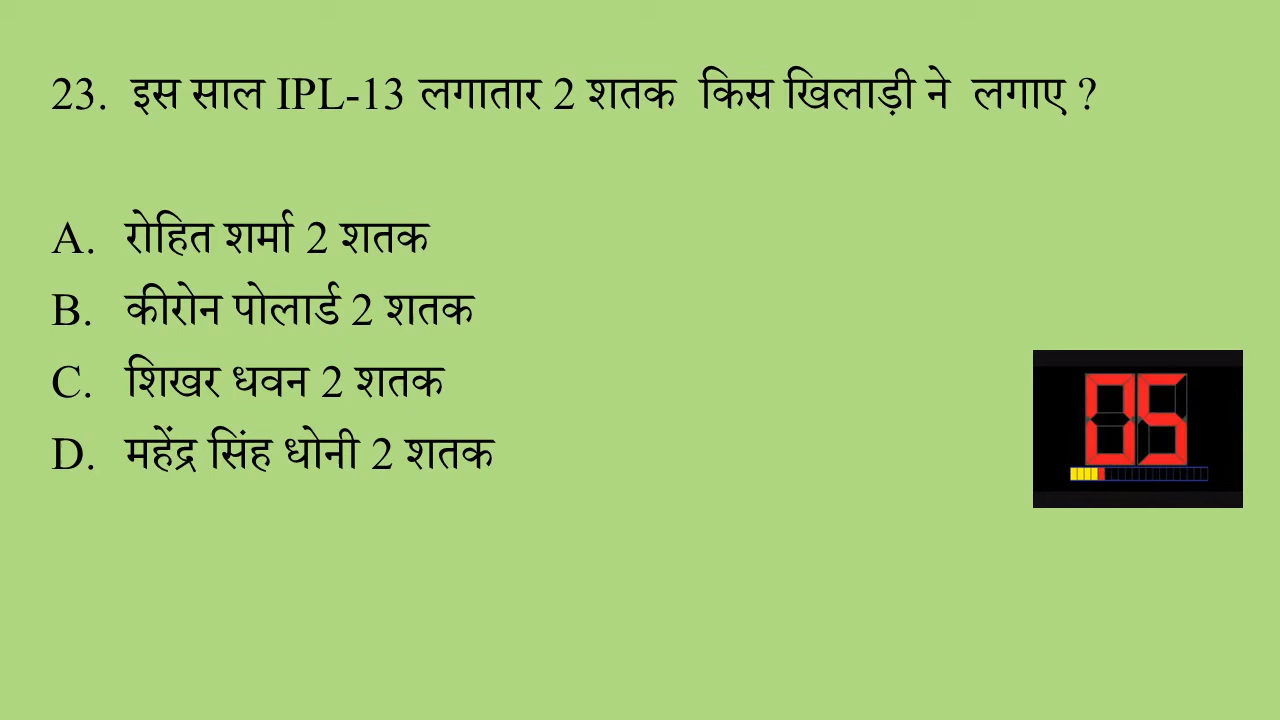 23. इस साल IPL-13 लगातार 2 शतक किस खिलाड़ी ने लगाए ?
A. रोहित शर्मा 2 शतक
B. कीरोन पोलार्ड 2 शतक
C. शिखर धवन 2 शतक
D. महेंद्र सिंह धोनी 2 शतक
05